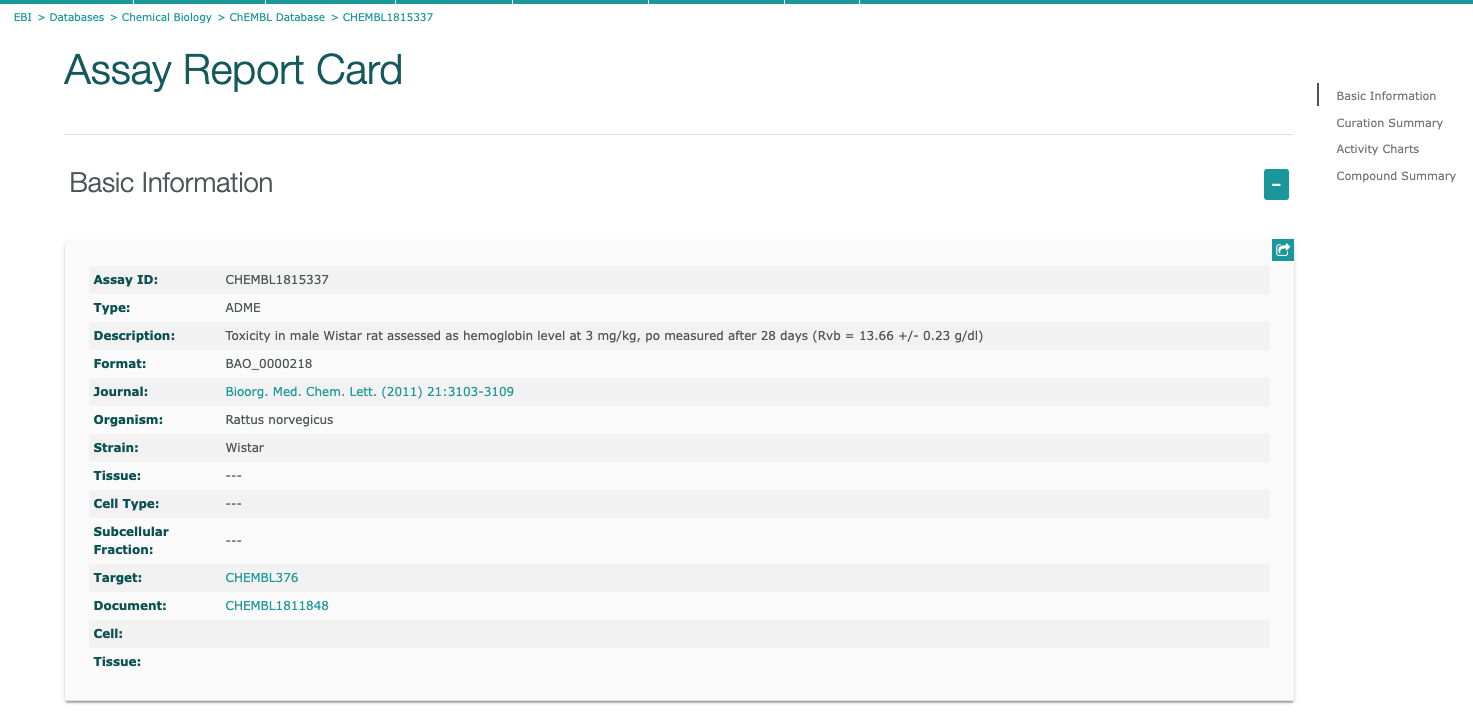 EBI > Databases > Chemical Biology > ChEMBL Database > CHEMBL1815337
Assay Report Card
Basic Information
Curation Summary
Activity Charts
Compound Summary
Basic Information
–
Assay ID: CHEMBL1815337
Type: ADME
Description: Toxicity in male Wistar rat assessed as hemoglobin level at 3 mg/kg, po measured after 28 days (Rvb = 13.66 +/- 0.23 g/dl)
Format: BAO_0000218
Journal: Bioorg. Med. Chem. Lett. (2011) 21:3103-3109
Organism: Rattus norvegicus
Strain: Wistar
Tissue: ---
Cell Type: ---
Subcellular
Fraction: ---
Target: CHEMBL376
Document: CHEMBL1811848
Cell:
Tissue: